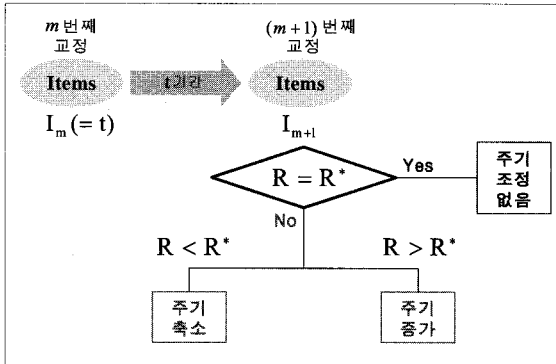 m 번째 교정
(m + 1) 번째 교정
Items
t 기간
Items
I_m (= t)
I_{m+1}
R = R*
Yes
주기 조정 없음
No
R < R*
R > R*
주기 축소
주기 증가